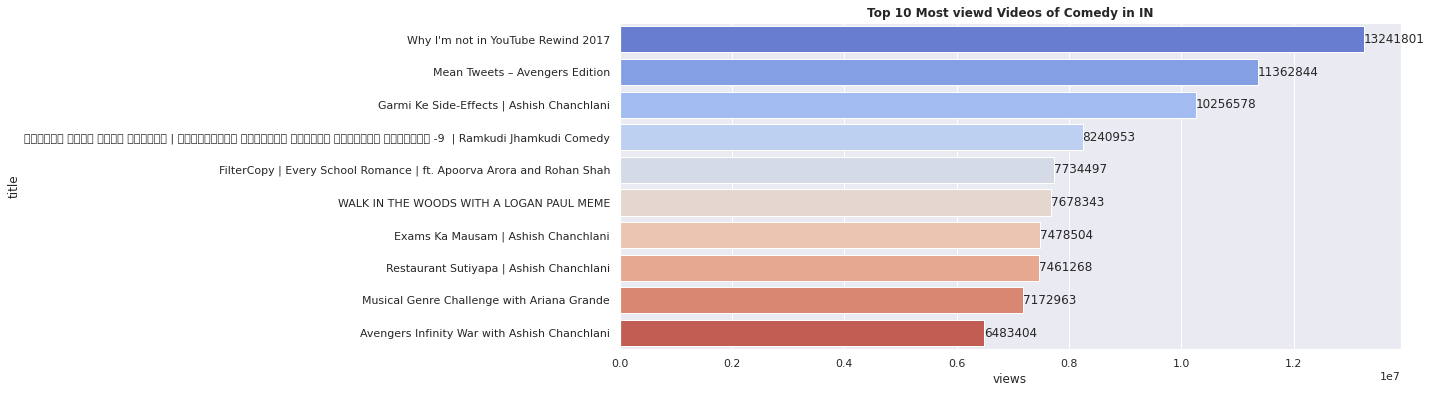 Top 10 Most viewd Videos of Comedy in IN
Why I'm not in YouTube Rewind 2017
13241801
Mean Tweets – Avengers Edition
11362844
Garmi Ke Side-Effects | Ashish Chanchlani
10256578
| -9 | Ramkudi Jhamkudi Comedy
8240953
FilterCopy | Every School Romance | ft. Apoorva Arora and Rohan Shah
7734497
WALK IN THE WOODS WITH A LOGAN PAUL MEME
7678343
Exams Ka Mausam | Ashish Chanchlani
7478504
Restaurant Sutiyapa | Ashish Chanchlani
7461268
Musical Genre Challenge with Ariana Grande
7172963
Avengers Infinity War with Ashish Chanchlani
6483404
title
0.0 0.2 0.4 0.6 0.8 1.0 1.2
1e7
views